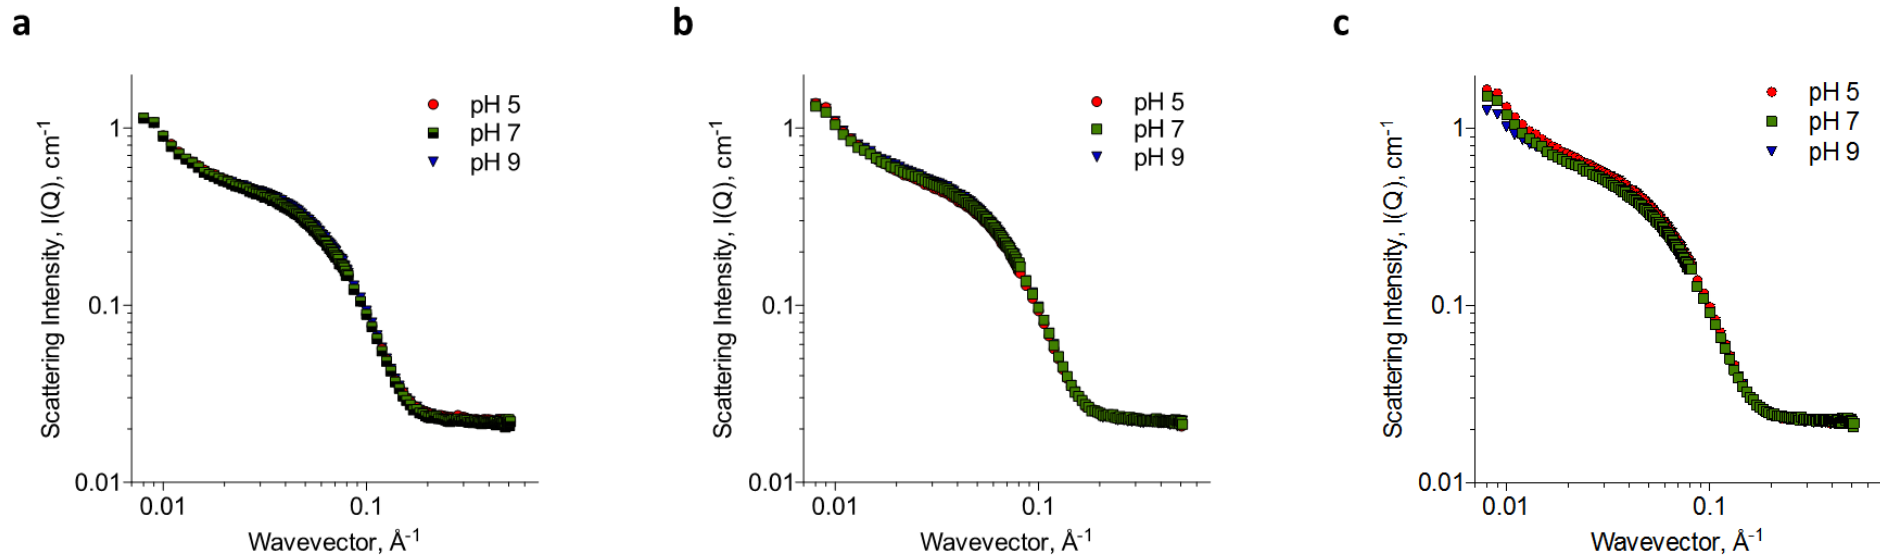 a
pH 5
pH 7
pH 9
1
0.1
0.01
0.01
0.1
Scattering Intensity, I(Q), cm-1
Wavevector, Å-1
b
pH 5
pH 7
pH 9
1
0.1
0.01
0.01
0.1
Scattering Intensity, I(Q), cm-1
Wavevector, Å-1
c
pH 5
pH 7
pH 9
1
0.1
0.01
0.01
0.1
Scattering Intensity, I(Q), cm-1
Wavevector, Å-1